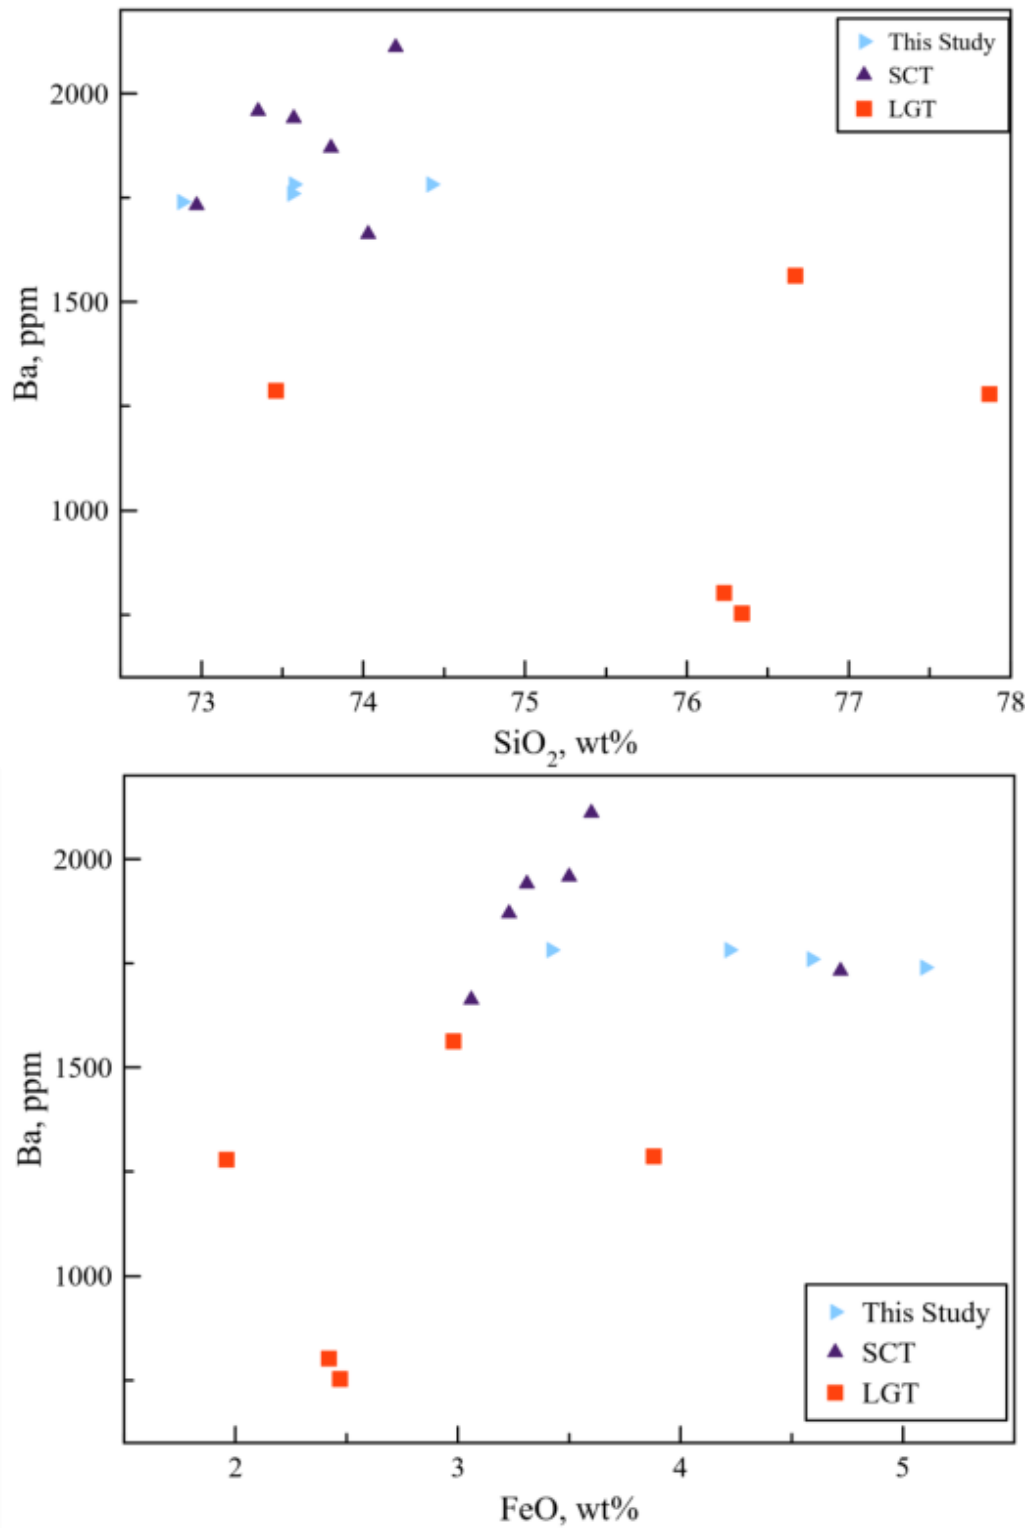 This Study
SCT
LGT
2000
1500
1000
Ba, ppm
73 74 75 76 77 78
SiO₂, wt%
2000
1500
1000
Ba, ppm
This Study
SCT
LGT
2 3 4 5
FeO, wt%